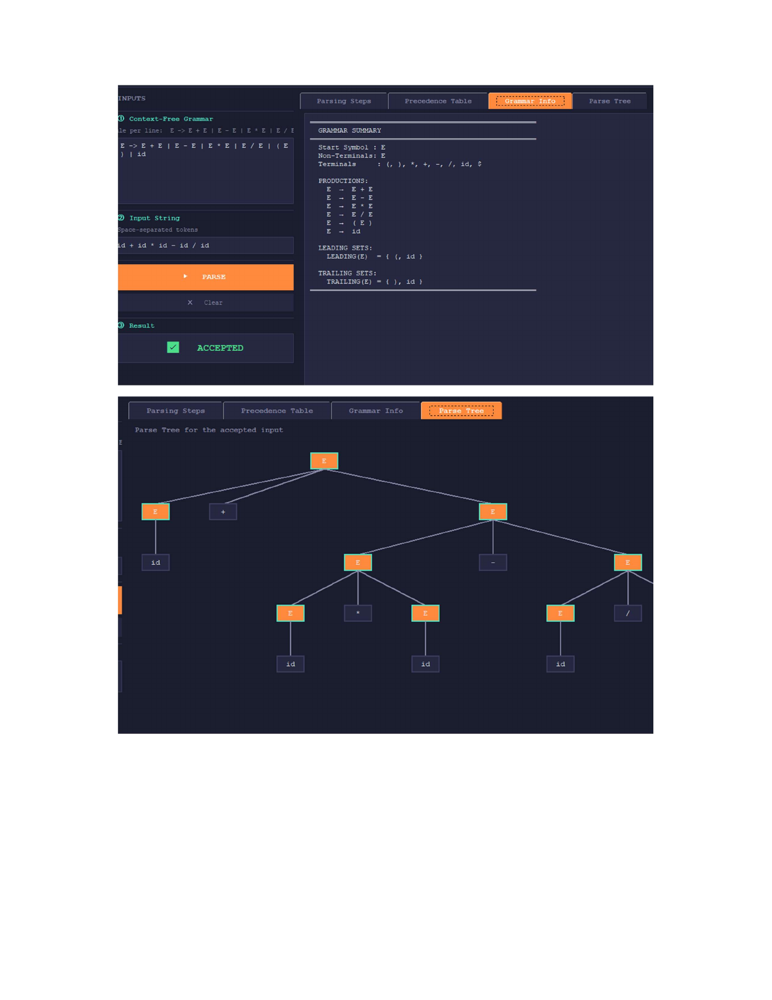 INPUTS
Parsing Steps Precedence Table Grammar Info Parse Tree
① Context-Free Grammar
le per line: E -> E + E | E - E | E * E | E / E
E -> E + E | E - E | E * E | E / E | ( E
) | id
② Input String
Space-separated tokens
id + id * id - id / id
▶ PARSE
X Clear
③ Result
✓ ACCEPTED
GRAMMAR SUMMARY
Start Symbol : E
Non-Terminals: E
Terminals : (, ), *, +, -, /, id, $
PRODUCTIONS:
E → E + E
E → E - E
E → E * E
E → E / E
E → ( E )
E → id
LEADING SETS:
LEADING(E) = { (, id }
TRAILING SETS:
TRAILING(E) = { ), id }
Parsing Steps Precedence Table Grammar Info Parse Tree
Parse Tree for the accepted input
E
E
E + E
id E - E
E * E E /
id id id